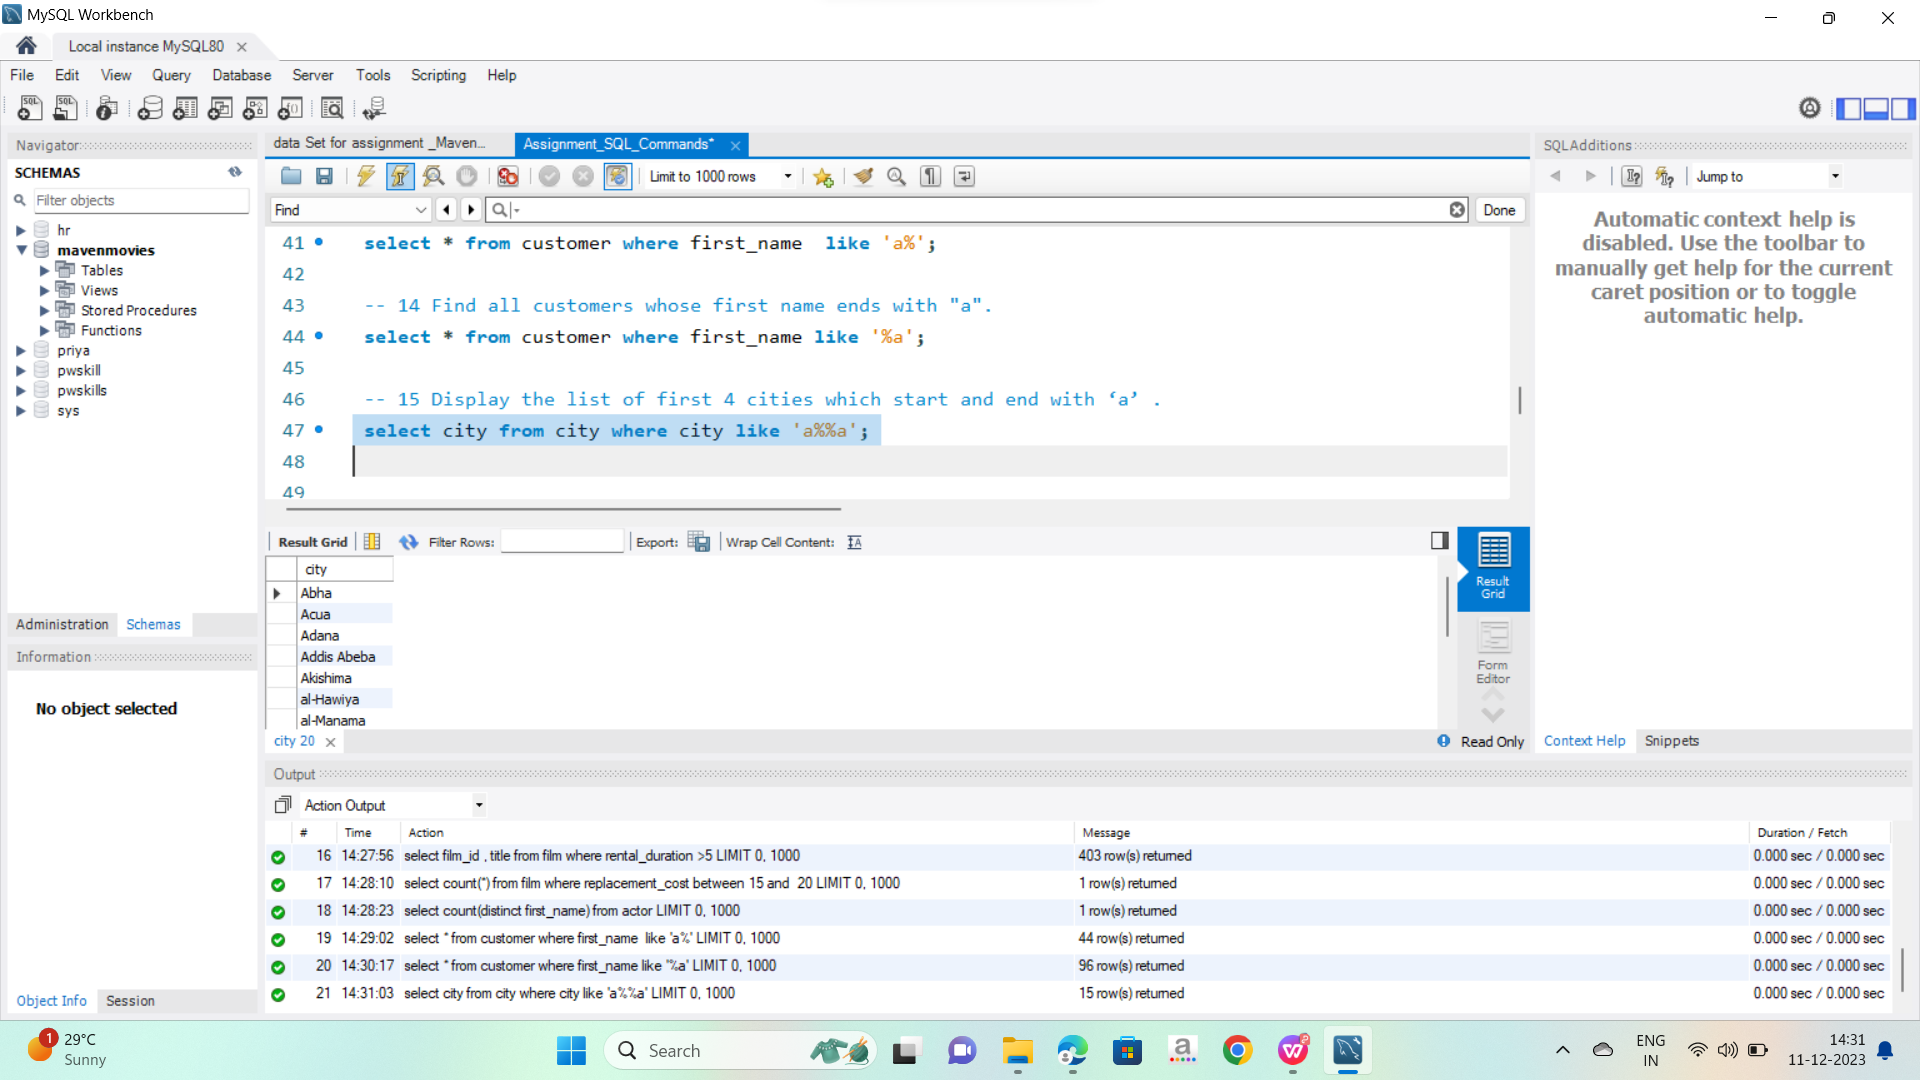 MySQL Workbench
Local instance MySQL80
File Edit View Query Database Server Tools Scripting Help
Navigator
SCHEMAS
Filter objects
hr
mavenmovies
Tables
Views
Stored Procedures
Functions
priya
pwskill
pwskills
sys
Administration Schemas
Information
No object selected
Object Info Session
data Set for assignment _Maven...
Assignment_SQL_Commands*
Limit to 1000 rows
Find
Done
41 select * from customer where first_name  like 'a%';
42
43 -- 14 Find all customers whose first name ends with "a".
44 select * from customer where first_name like '%a';
45
46 -- 15 Display the list of first 4 cities which start and end with ‘a’ .
47 select city from city where city like 'a%%a';
48
49
Result Grid Filter Rows: Export: Wrap Cell Content:
city
Abha
Acua
Adana
Addis Abeba
Akishima
al-Hawiya
al-Manama
Result Grid
Form Editor
city 20
Read Only
SQLAdditions
Jump to
Automatic context help is
disabled. Use the toolbar to
manually get help for the current
caret position or to toggle
automatic help.
Context Help Snippets
Output
Action Output
# Time Action Message Duration / Fetch
16 14:27:56 select film_id , title from film where rental_duration >5 LIMIT 0, 1000 403 row(s) returned 0.000 sec / 0.000 sec
17 14:28:10 select count(*) from film where replacement_cost between 15 and  20 LIMIT 0, 1000 1 row(s) returned 0.000 sec / 0.000 sec
18 14:28:23 select count(distinct first_name) from actor LIMIT 0, 1000 1 row(s) returned 0.000 sec / 0.000 sec
19 14:29:02 select * from customer where first_name  like 'a%' LIMIT 0, 1000 44 row(s) returned 0.000 sec / 0.000 sec
20 14:30:17 select * from customer where first_name like '%a' LIMIT 0, 1000 96 row(s) returned 0.000 sec / 0.000 sec
21 14:31:03 select city from city where city like 'a%%a' LIMIT 0, 1000 15 row(s) returned 0.000 sec / 0.000 sec
1
29°C
Sunny
Search
ENG
IN
14:31
11-12-2023